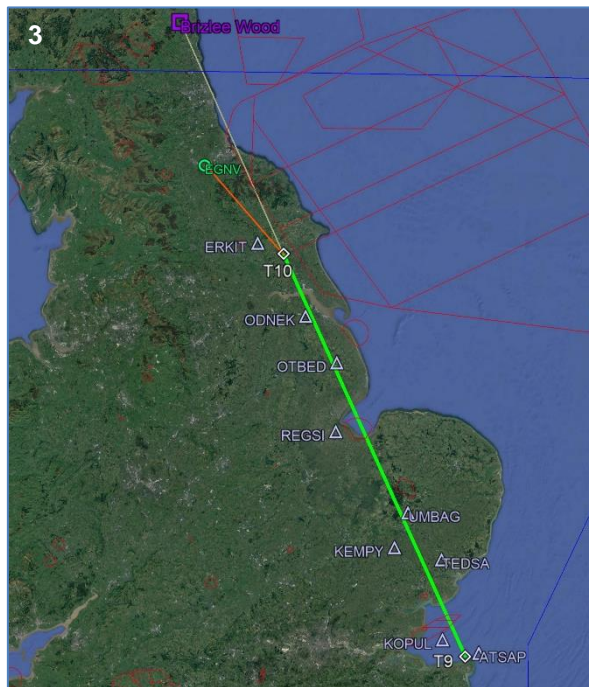 3
Brizlee Wood
EGNV
ERKIT
T10
ODNEK
OTBED
REGSI
UMBAG
KEMPY
TEDSA
KOPUL
T9
ATSAP